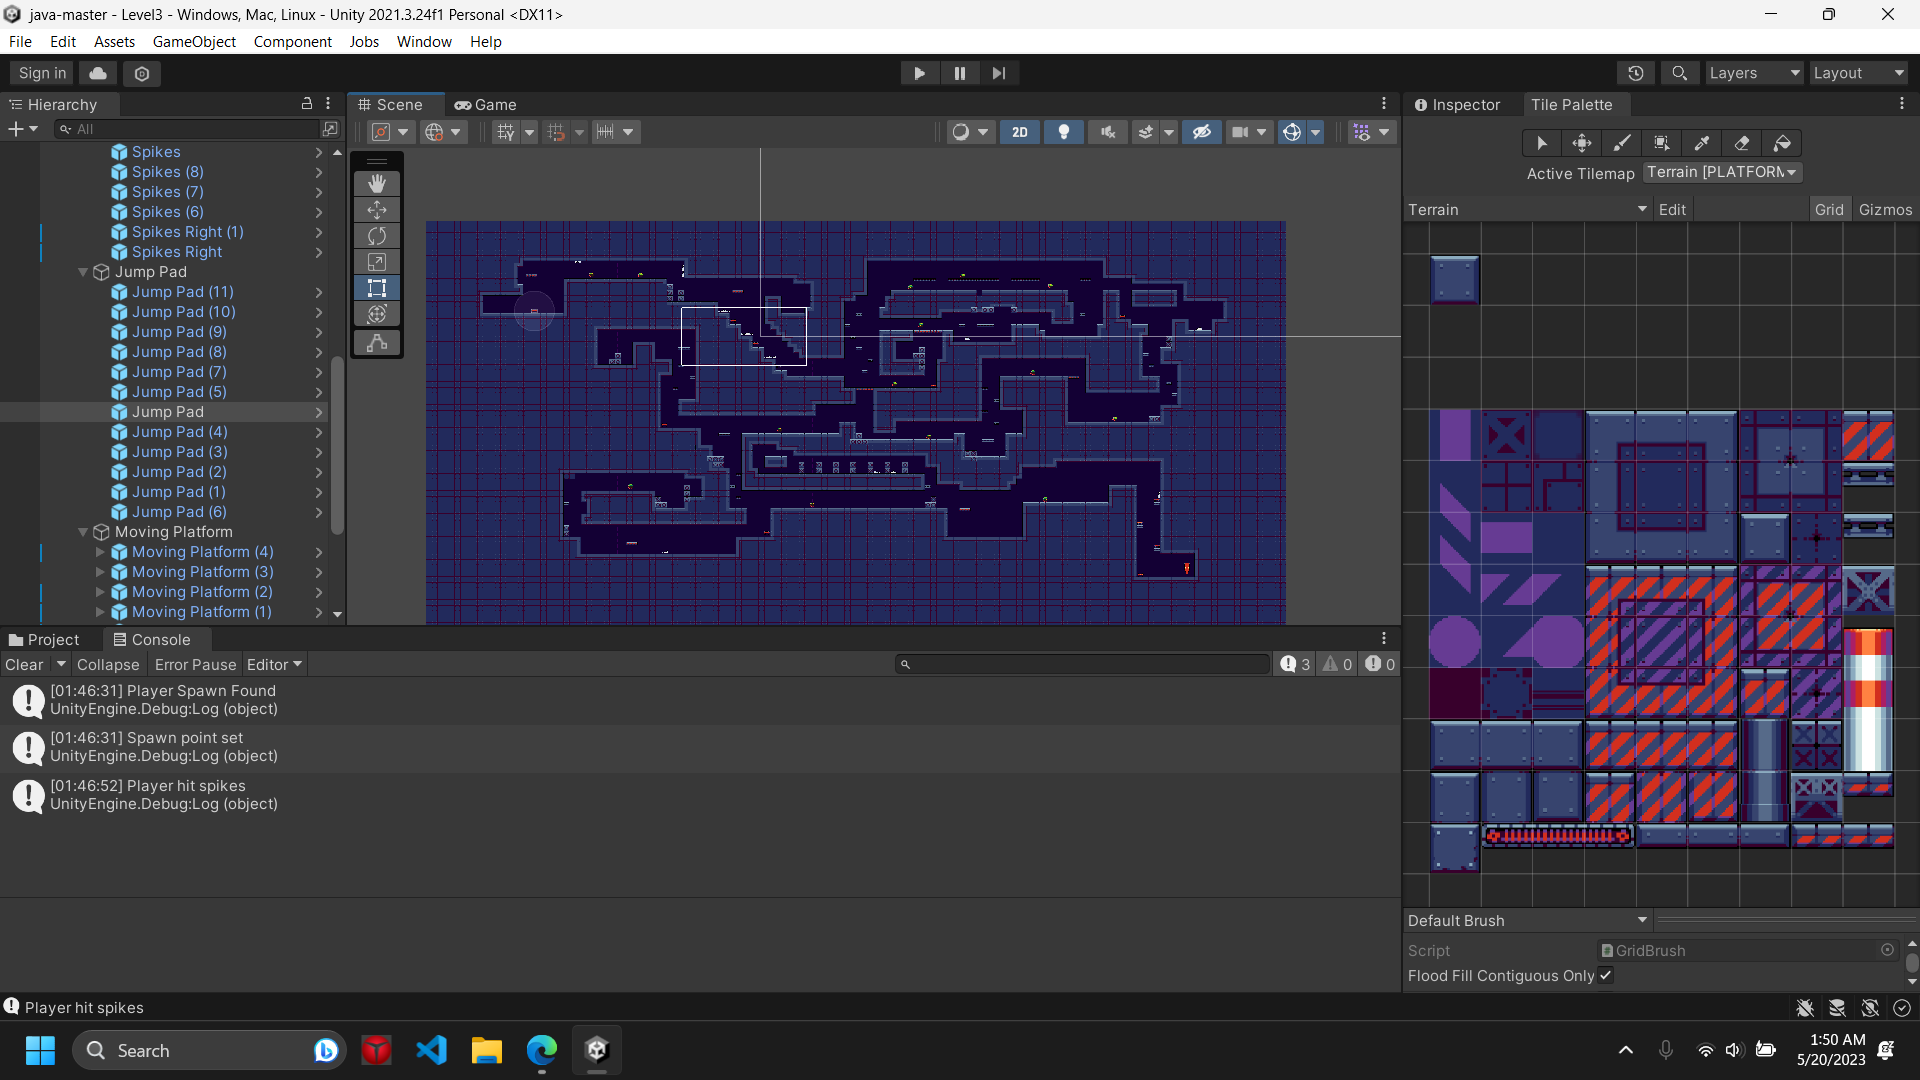 java-master - Level3 - Windows, Mac, Linux - Unity 2021.3.24f1 Personal <DX11>
File Edit Assets GameObject Component Jobs Window Help
Sign in
Layers Layout
Hierarchy
All
Spikes
Spikes (8)
Spikes (7)
Spikes (6)
Spikes Right (1)
Spikes Right
Jump Pad
Jump Pad (11)
Jump Pad (10)
Jump Pad (9)
Jump Pad (8)
Jump Pad (7)
Jump Pad (5)
Jump Pad
Jump Pad (4)
Jump Pad (3)
Jump Pad (2)
Jump Pad (1)
Jump Pad (6)
Moving Platform
Moving Platform (4)
Moving Platform (3)
Moving Platform (2)
Moving Platform (1)
Scene Game
2D
Inspector Tile Palette
Active Tilemap Terrain [PLATFORM
Terrain Edit Grid Gizmos
Default Brush
Script GridBrush
Flood Fill Contiguous Only
Project Console
Clear Collapse Error Pause Editor 3 0 0
[01:46:31] Player Spawn Found
UnityEngine.Debug:Log (object)
[01:46:31] Spawn point set
UnityEngine.Debug:Log (object)
[01:46:52] Player hit spikes
UnityEngine.Debug:Log (object)
Player hit spikes
Search
1:50 AM
5/20/2023